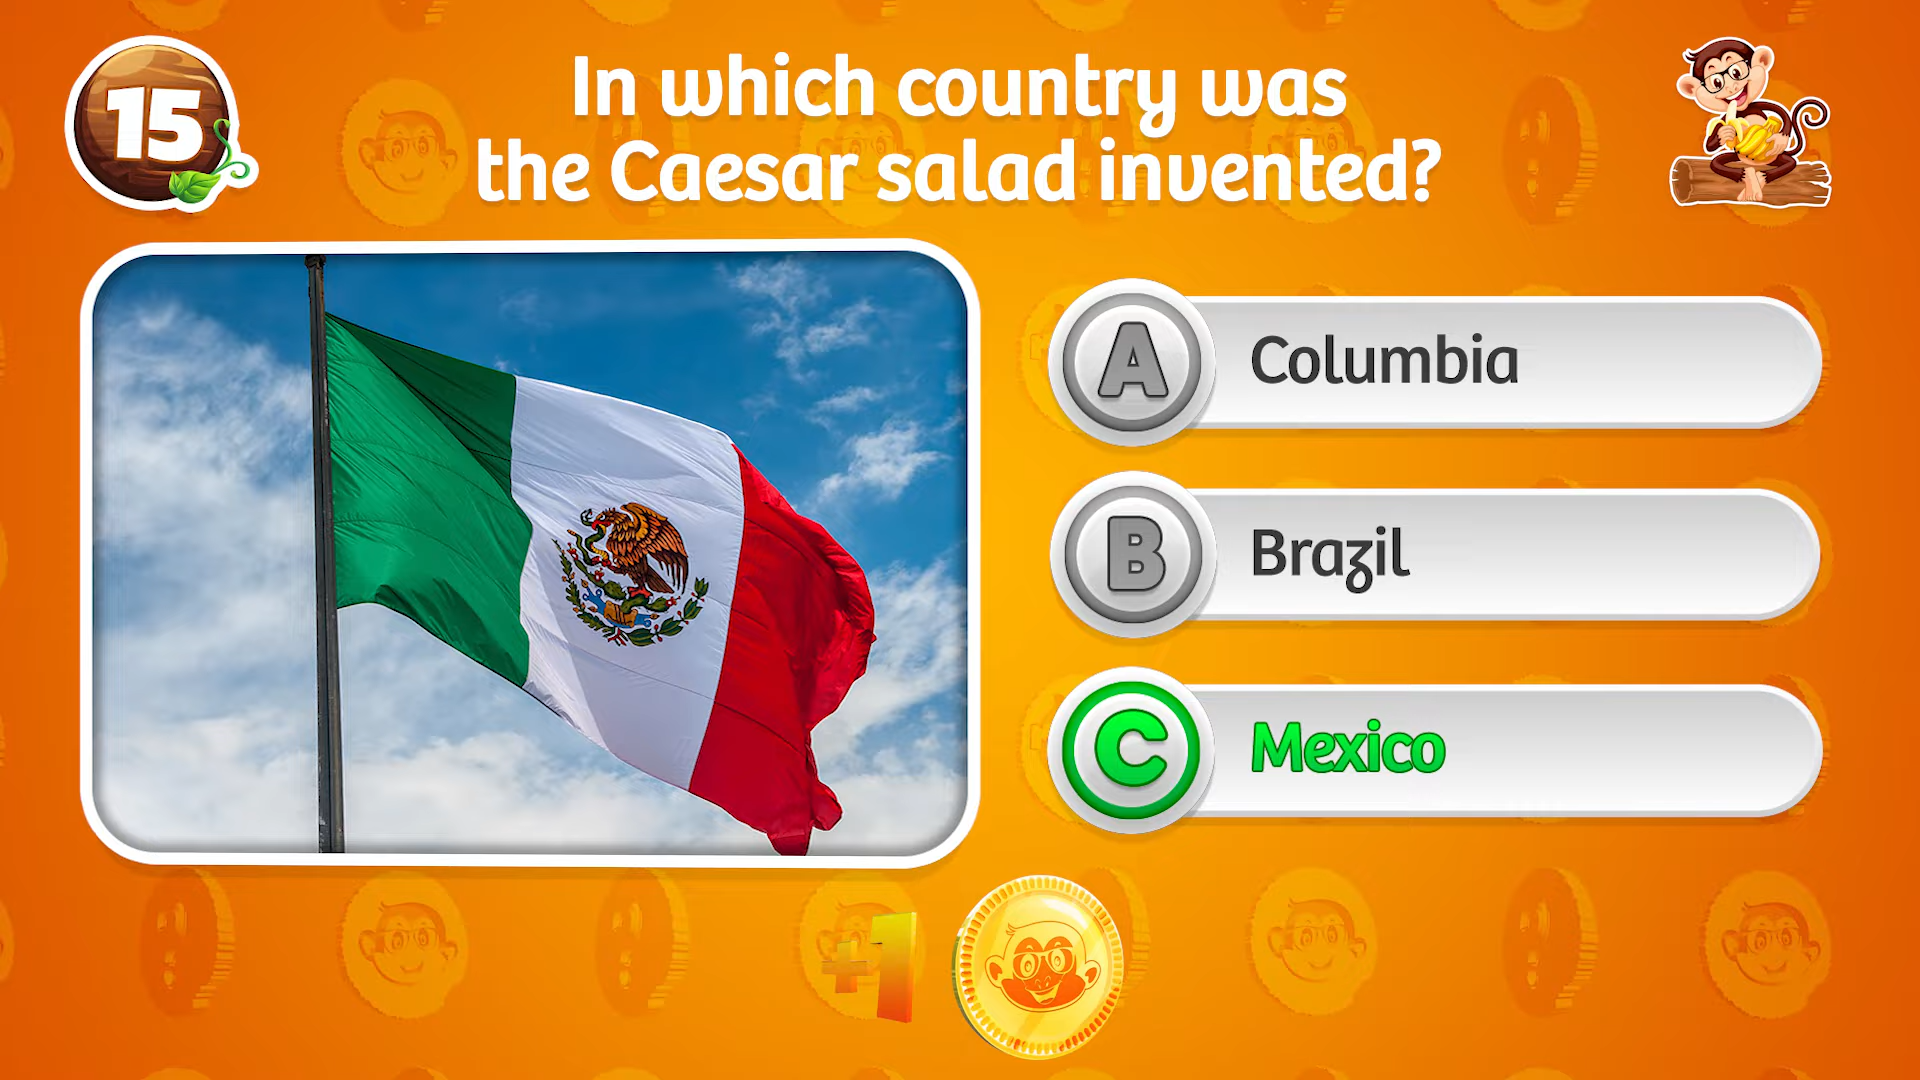 15
In which country was
the Caesar salad invented?
A Columbia
B Brazil
C Mexico
+1